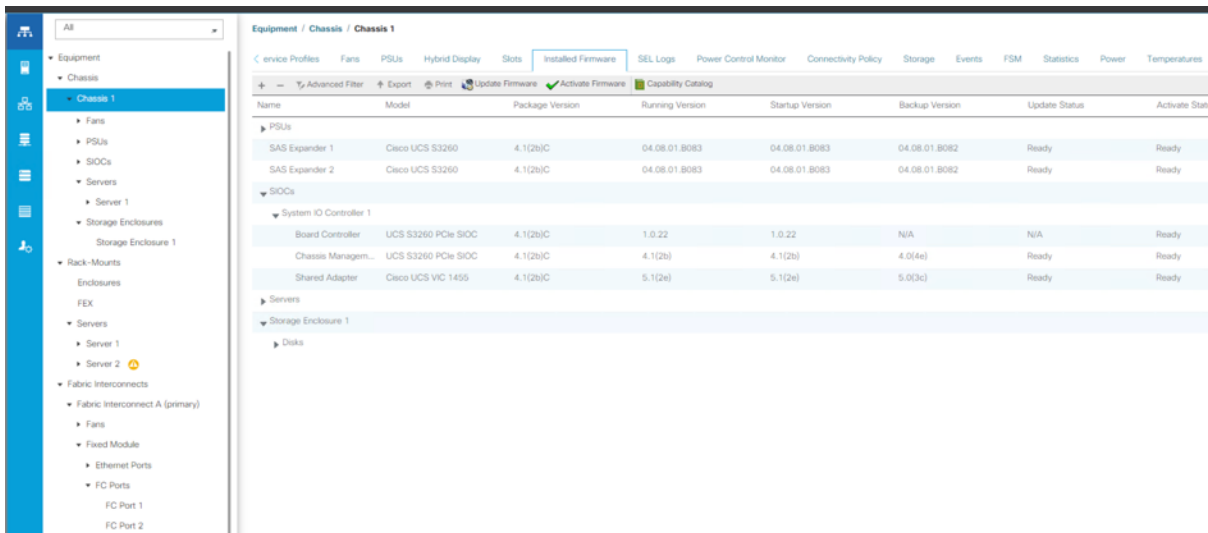 All
Equipment
Chassis
Chassis 1
Fans
PSUs
SIOCs
Servers
Server 1
Storage Enclosures
Storage Enclosure 1
Rack-Mounts
Enclosures
FEX
Servers
Server 1
Server 2
Fabric Interconnects
Fabric Interconnect A (primary)
Fans
Fixed Module
Ethernet Ports
FC Ports
FC Port 1
FC Port 2
Equipment / Chassis / Chassis 1
ervice Profiles Fans PSUs Hybrid Display Slots Installed Firmware SEL Logs Power Control Monitor Connectivity Policy Storage Events FSM Statistics Power Temperatures
+ − Advanced Filter Export Print Update Firmware Activate Firmware Capability Catalog
Name Model Package Version Running Version Startup Version Backup Version Update Status Activate Stat
PSUs
SAS Expander 1 Cisco UCS S3260 4.1(2b)C 04.08.01.B083 04.08.01.B083 04.08.01.B082 Ready Ready
SAS Expander 2 Cisco UCS S3260 4.1(2b)C 04.08.01.B083 04.08.01.B083 04.08.01.B082 Ready Ready
SIOCs
System IO Controller 1
Board Controller UCS S3260 PCIe SIOC 4.1(2b)C 1.0.22 1.0.22 N/A N/A Ready
Chassis Managem... UCS S3260 PCIe SIOC 4.1(2b)C 4.1(2b) 4.1(2b) 4.0(4e) Ready Ready
Shared Adapter Cisco UCS VIC 1455 4.1(2b)C 5.1(2e) 5.1(2e) 5.0(3c) Ready Ready
Servers
Storage Enclosure 1
Disks